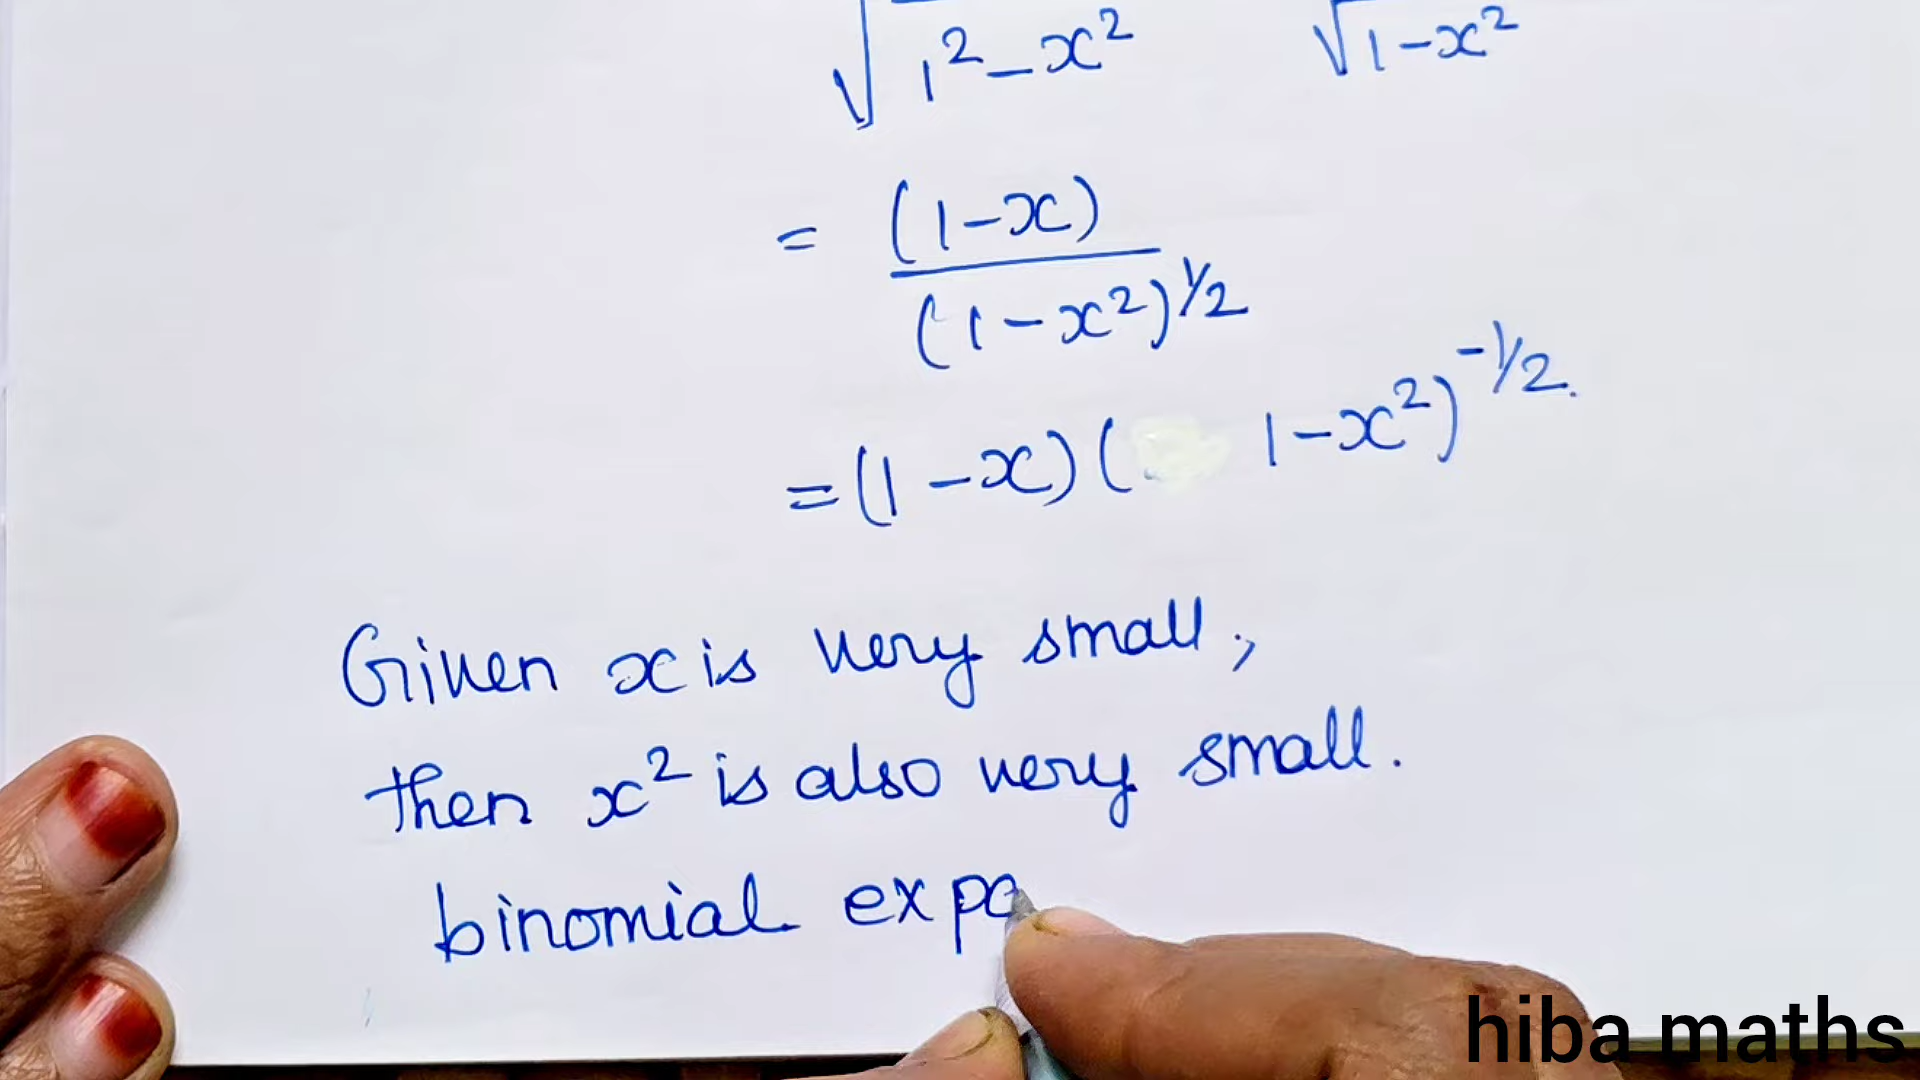 √1²-x² √1-x²
= (1-x)
(1-x²)^1/2
= (1-x)( 1-x²)^-1/2.
Given x is very small,
then x² is also very small.
binomial expa
hiba maths